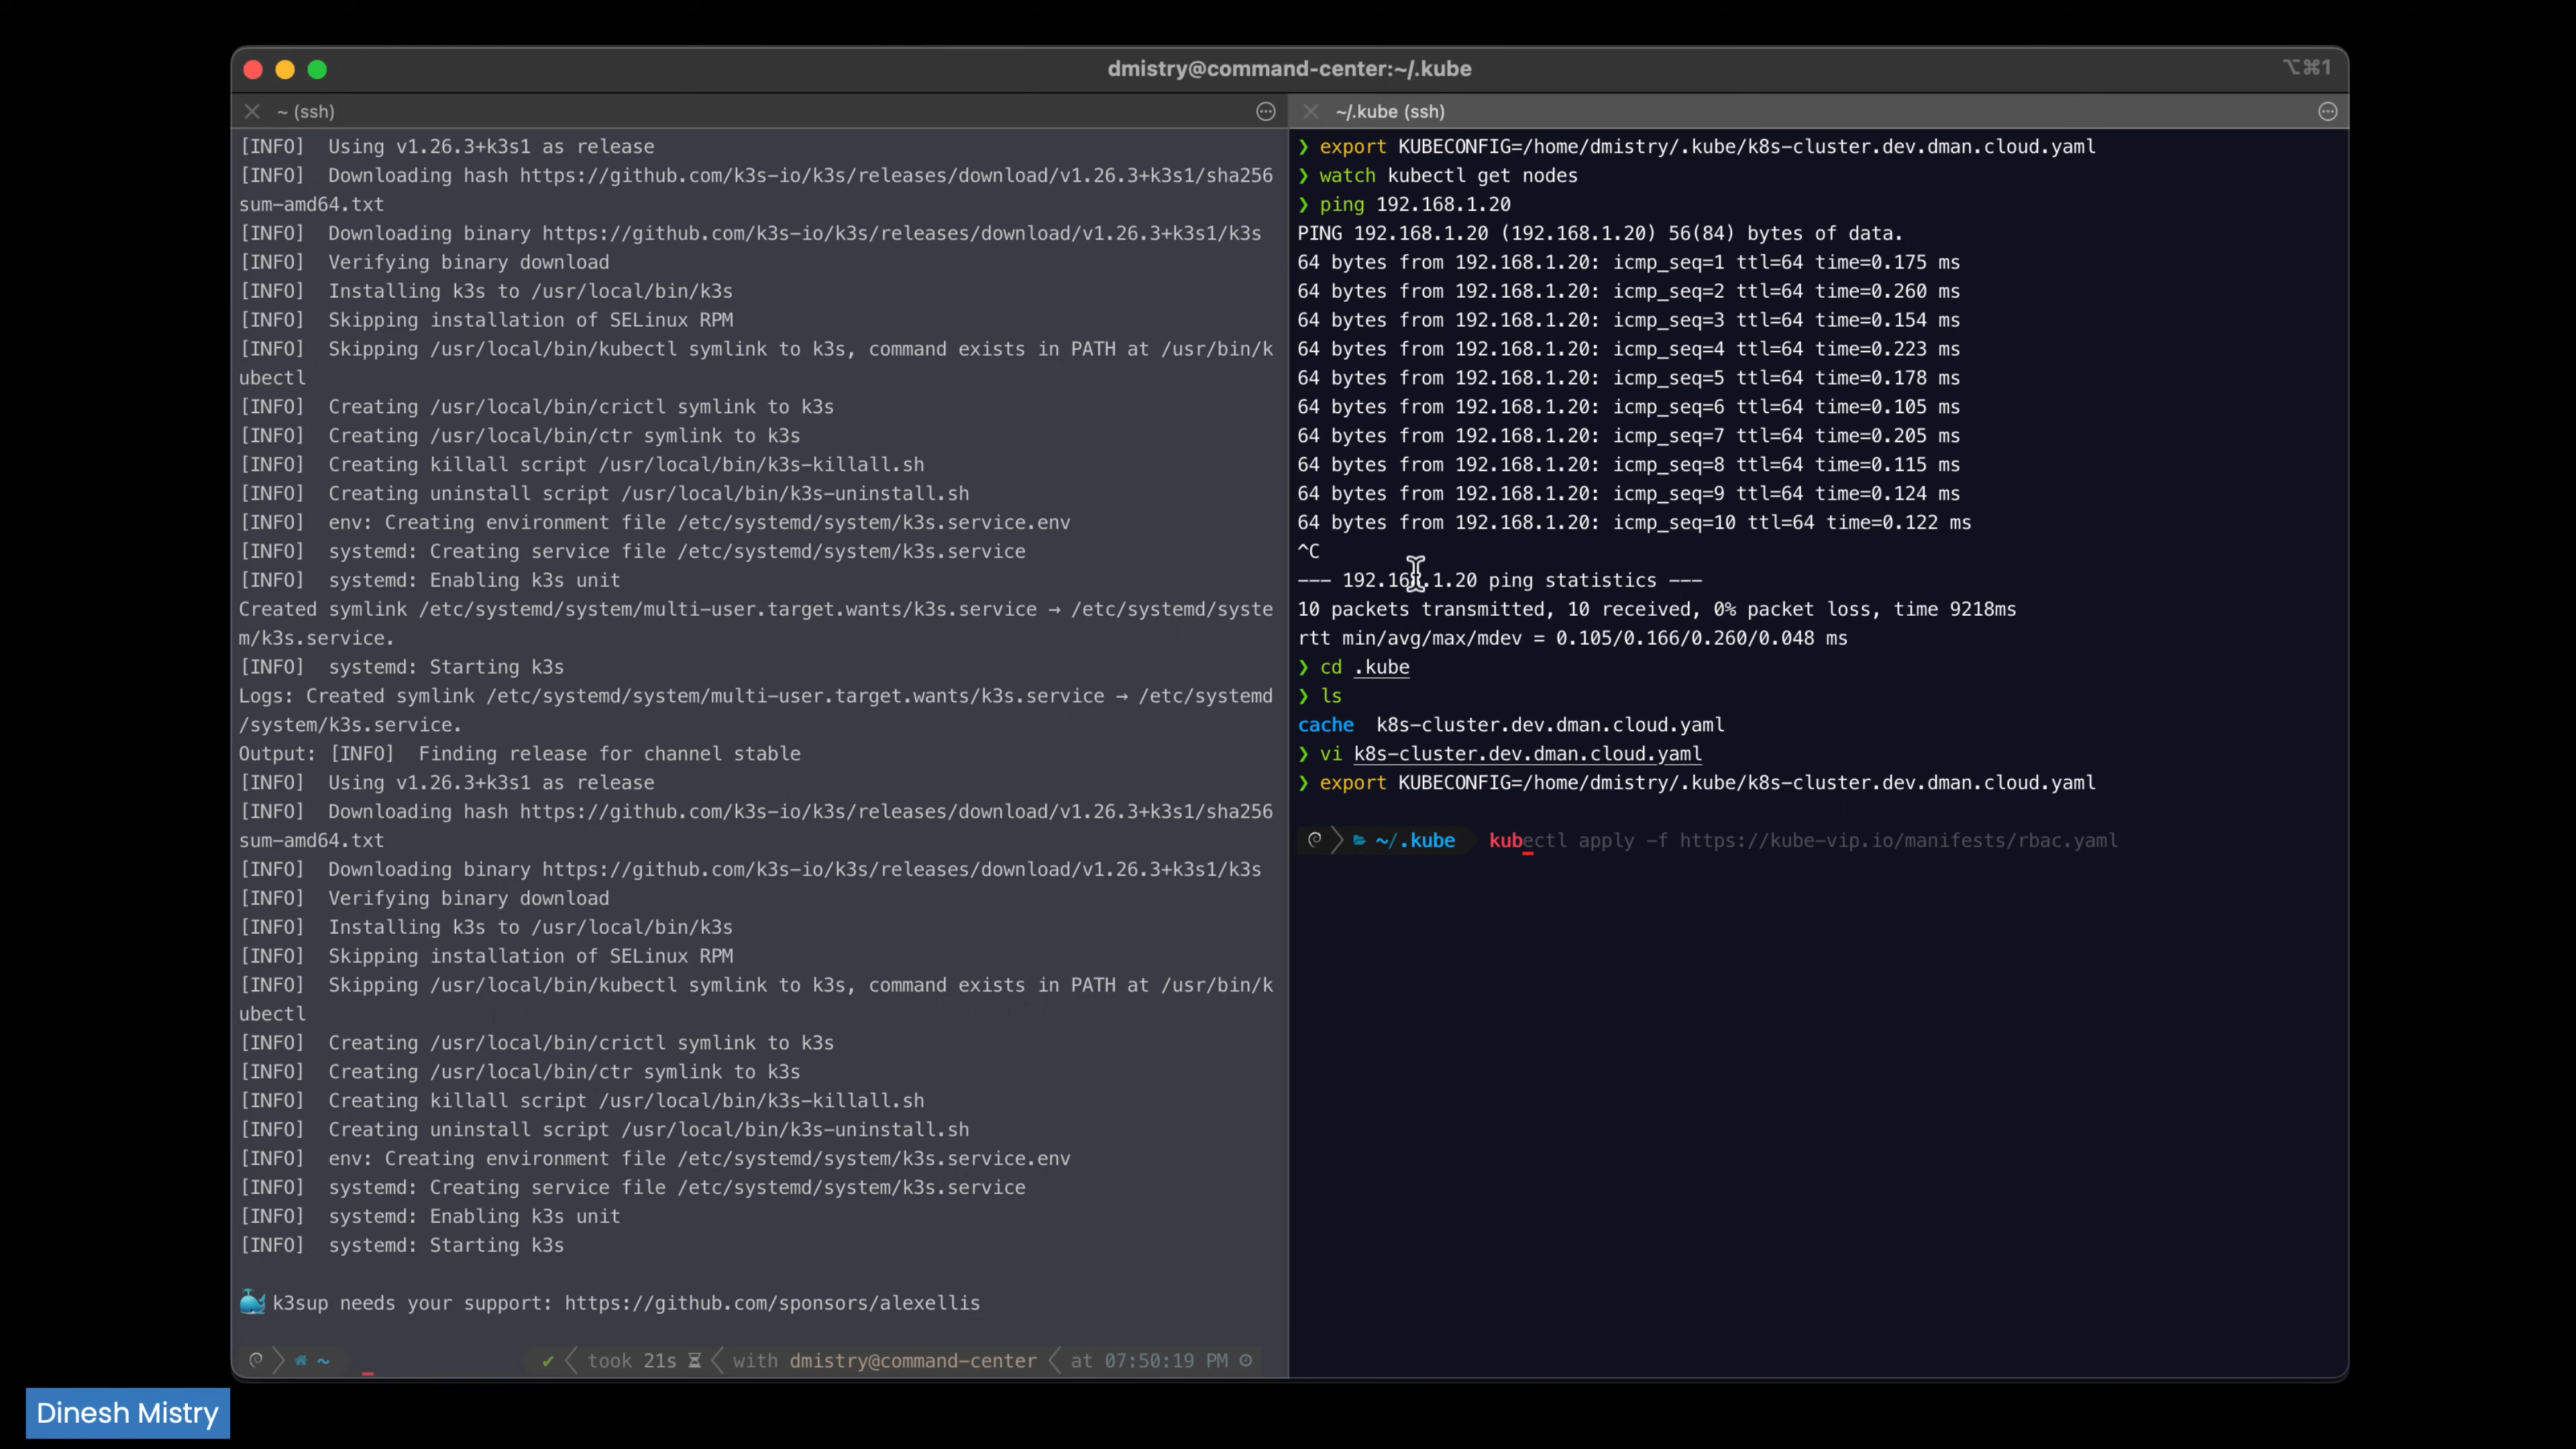 dmistry@command-center:~/.kube
⌥⌘1
~ (ssh)
[INFO]  Using v1.26.3+k3s1 as release
[INFO]  Downloading hash https://github.com/k3s-io/k3s/releases/download/v1.26.3+k3s1/sha256
sum-amd64.txt
[INFO]  Downloading binary https://github.com/k3s-io/k3s/releases/download/v1.26.3+k3s1/k3s
[INFO]  Verifying binary download
[INFO]  Installing k3s to /usr/local/bin/k3s
[INFO]  Skipping installation of SELinux RPM
[INFO]  Skipping /usr/local/bin/kubectl symlink to k3s, command exists in PATH at /usr/bin/k
ubectl
[INFO]  Creating /usr/local/bin/crictl symlink to k3s
[INFO]  Creating /usr/local/bin/ctr symlink to k3s
[INFO]  Creating killall script /usr/local/bin/k3s-killall.sh
[INFO]  Creating uninstall script /usr/local/bin/k3s-uninstall.sh
[INFO]  env: Creating environment file /etc/systemd/system/k3s.service.env
[INFO]  systemd: Creating service file /etc/systemd/system/k3s.service
[INFO]  systemd: Enabling k3s unit
Created symlink /etc/systemd/system/multi-user.target.wants/k3s.service → /etc/systemd/syste
m/k3s.service.
[INFO]  systemd: Starting k3s
Logs: Created symlink /etc/systemd/system/multi-user.target.wants/k3s.service → /etc/systemd
/system/k3s.service.
Output: [INFO]  Finding release for channel stable
[INFO]  Using v1.26.3+k3s1 as release
[INFO]  Downloading hash https://github.com/k3s-io/k3s/releases/download/v1.26.3+k3s1/sha256
sum-amd64.txt
[INFO]  Downloading binary https://github.com/k3s-io/k3s/releases/download/v1.26.3+k3s1/k3s
[INFO]  Verifying binary download
[INFO]  Installing k3s to /usr/local/bin/k3s
[INFO]  Skipping installation of SELinux RPM
[INFO]  Skipping /usr/local/bin/kubectl symlink to k3s, command exists in PATH at /usr/bin/k
ubectl
[INFO]  Creating /usr/local/bin/crictl symlink to k3s
[INFO]  Creating /usr/local/bin/ctr symlink to k3s
[INFO]  Creating killall script /usr/local/bin/k3s-killall.sh
[INFO]  Creating uninstall script /usr/local/bin/k3s-uninstall.sh
[INFO]  env: Creating environment file /etc/systemd/system/k3s.service.env
[INFO]  systemd: Creating service file /etc/systemd/system/k3s.service
[INFO]  systemd: Enabling k3s unit
[INFO]  systemd: Starting k3s
🐳 k3sup needs your support: https://github.com/sponsors/alexellis
~ ✔ took 21s with dmistry@command-center at 07:50:19 PM
~/.kube (ssh)
❯ export KUBECONFIG=/home/dmistry/.kube/k8s-cluster.dev.dman.cloud.yaml
❯ watch kubectl get nodes
❯ ping 192.168.1.20
PING 192.168.1.20 (192.168.1.20) 56(84) bytes of data.
64 bytes from 192.168.1.20: icmp_seq=1 ttl=64 time=0.175 ms
64 bytes from 192.168.1.20: icmp_seq=2 ttl=64 time=0.260 ms
64 bytes from 192.168.1.20: icmp_seq=3 ttl=64 time=0.154 ms
64 bytes from 192.168.1.20: icmp_seq=4 ttl=64 time=0.223 ms
64 bytes from 192.168.1.20: icmp_seq=5 ttl=64 time=0.178 ms
64 bytes from 192.168.1.20: icmp_seq=6 ttl=64 time=0.105 ms
64 bytes from 192.168.1.20: icmp_seq=7 ttl=64 time=0.205 ms
64 bytes from 192.168.1.20: icmp_seq=8 ttl=64 time=0.115 ms
64 bytes from 192.168.1.20: icmp_seq=9 ttl=64 time=0.124 ms
64 bytes from 192.168.1.20: icmp_seq=10 ttl=64 time=0.122 ms
^C
--- 192.168.1.20 ping statistics ---
10 packets transmitted, 10 received, 0% packet loss, time 9218ms
rtt min/avg/max/mdev = 0.105/0.166/0.260/0.048 ms
❯ cd .kube
❯ ls
cache  k8s-cluster.dev.dman.cloud.yaml
❯ vi k8s-cluster.dev.dman.cloud.yaml
❯ export KUBECONFIG=/home/dmistry/.kube/k8s-cluster.dev.dman.cloud.yaml
~/.kube kubectl apply -f https://kube-vip.io/manifests/rbac.yaml
Dinesh Mistry